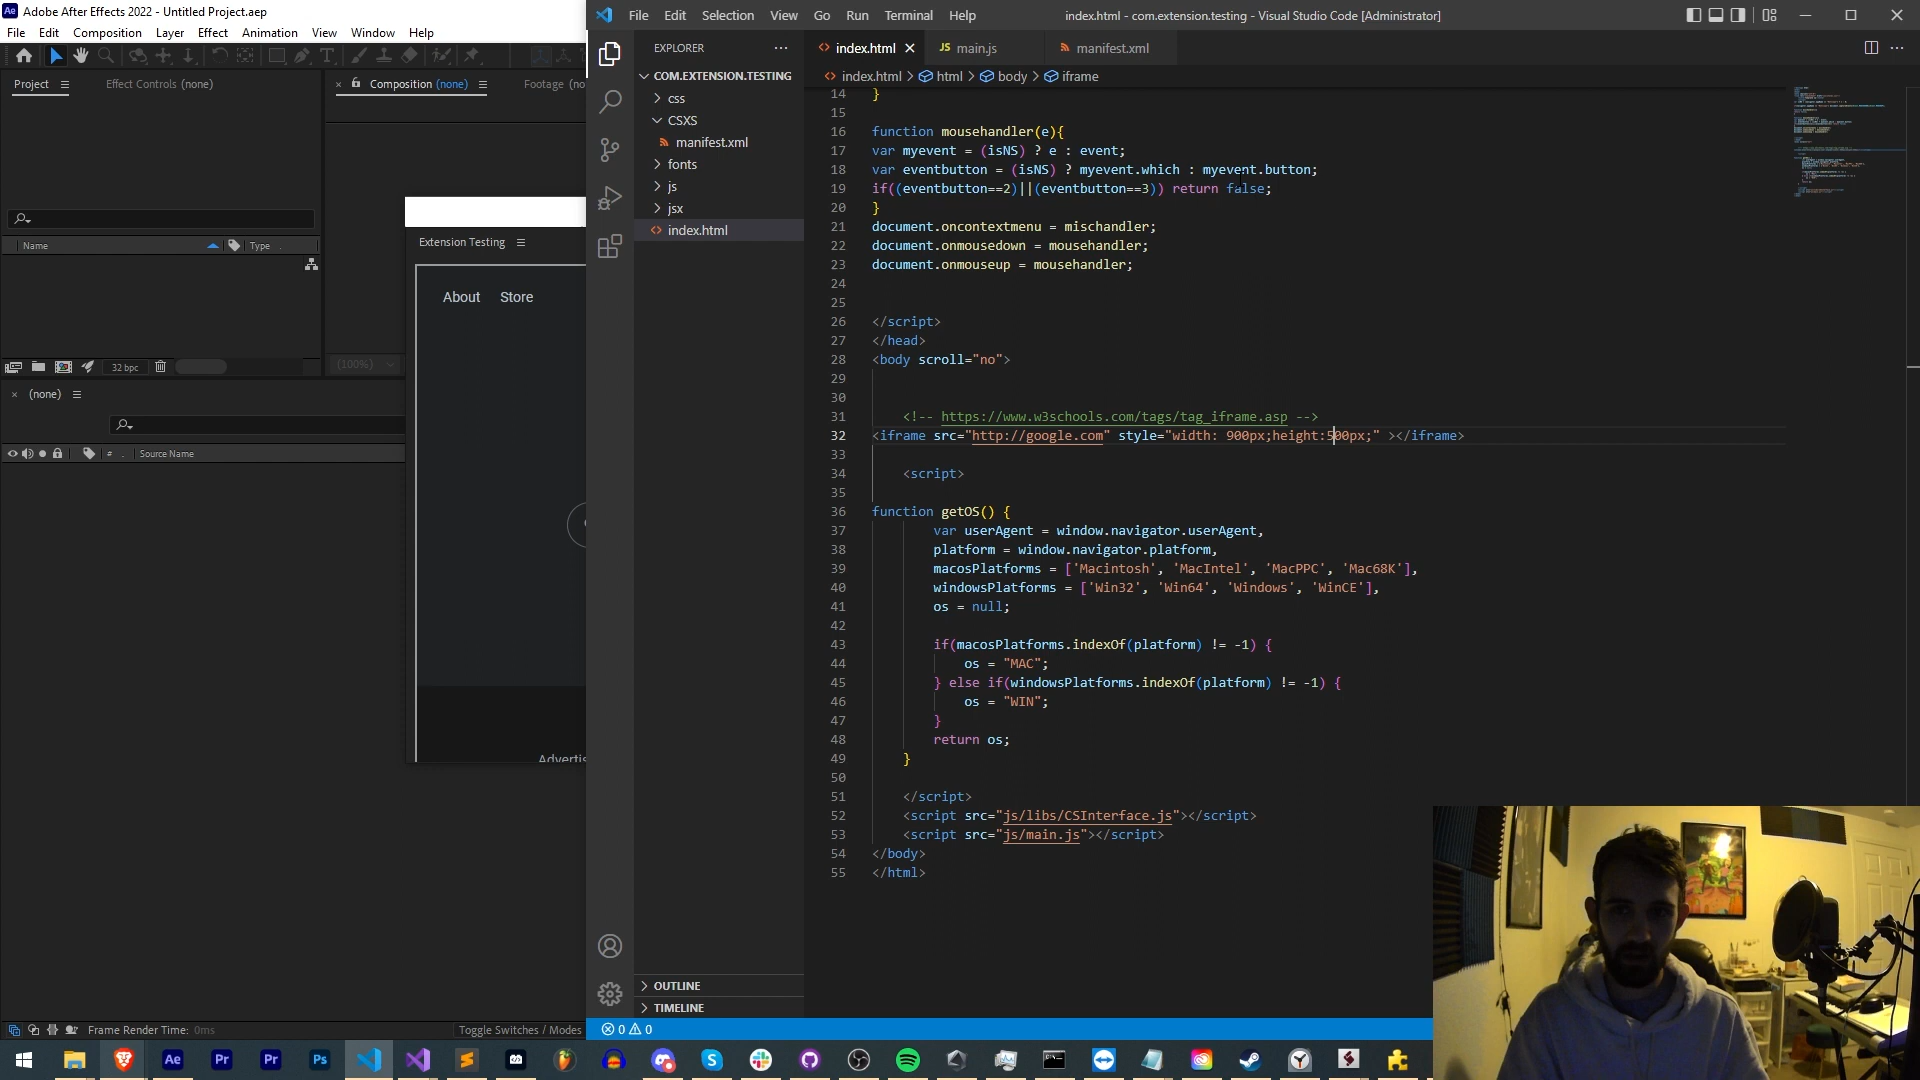 Adobe After Effects 2022 - Untitled Project.aep
File Edit Composition Layer Effect Animation View Window Help
Project
Effect Controls (none)
Composition (none)
Footage (no
Name
Type
32 bpc
(100%)
(none)
#
Source Name
Frame Render Time: 0ms
Toggle Switches / Modes
Extension Testing
About Store
Advertis
File Edit Selection View Go Run Terminal Help
index.html - com.extension.testing - Visual Studio Code [Administrator]
EXPLORER
COM.EXTENSION.TESTING
css
CSXS
manifest.xml
fonts
js
jsx
index.html
OUTLINE
TIMELINE
0 0
index.html
JS main.js
manifest.xml
index.html > html > body > iframe
14 }
15
16 function mousehandler(e){
17 var myevent = (isNS) ? e : event;
18 var eventbutton = (isNS) ? myevent.which : myevent.button;
19 if((eventbutton==2)||(eventbutton==3)) return false;
20 }
21 document.oncontextmenu = mischandler;
22 document.onmousedown = mousehandler;
23 document.onmouseup = mousehandler;
24
25
26 </script>
27 </head>
28 <body scroll="no">
29
30
31 <!-- https://www.w3schools.com/tags/tag_iframe.asp -->
32 <iframe src="http://google.com" style="width: 900px;height:500px;" ></iframe>
33
34 <script>
35
36 function getOS() {
37 var userAgent = window.navigator.userAgent,
38 platform = window.navigator.platform,
39 macosPlatforms = ['Macintosh', 'MacIntel', 'MacPPC', 'Mac68K'],
40 windowsPlatforms = ['Win32', 'Win64', 'Windows', 'WinCE'],
41 os = null;
42
43 if(macosPlatforms.indexOf(platform) != -1) {
44 os = "MAC";
45 } else if(windowsPlatforms.indexOf(platform) != -1) {
46 os = "WIN";
47 }
48 return os;
49 }
50
51 </script>
52 <script src="js/libs/CSInterface.js"></script>
53 <script src="js/main.js"></script>
54 </body>
55 </html>
Ae Pr Pr Ps